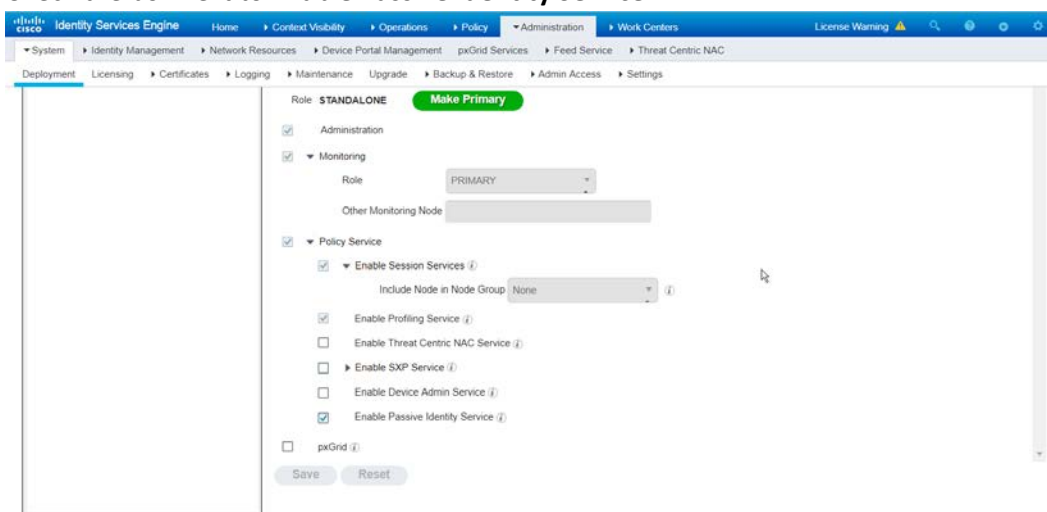 cisco Identity Services Engine Home Context Visibility Operations Policy Administration Work Centers License Warning
System Identity Management Network Resources Device Portal Management pxGrid Services Feed Service Threat Centric NAC
Deployment Licensing Certificates Logging Maintenance Upgrade Backup & Restore Admin Access Settings
Role STANDALONE Make Primary
Administration
Monitoring
Role PRIMARY
Other Monitoring Node
Policy Service
Enable Session Services
Include Node in Node Group None
Enable Profiling Service
Enable Threat Centric NAC Service
Enable SXP Service
Enable Device Admin Service
Enable Passive Identity Service
pxGrid
Save Reset